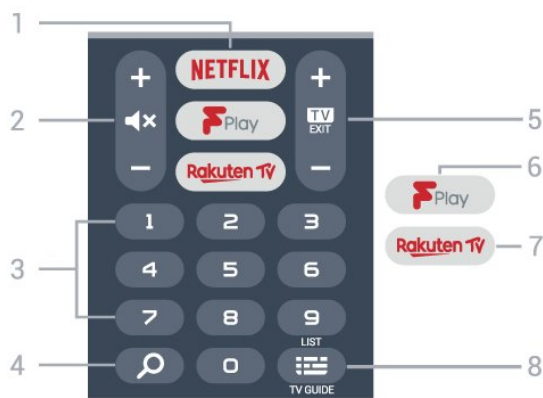 1
+ NETFLIX +
2 TV 5
EXIT
Play
6
Play
− Rakuten TV −
Rakuten TV 7
1 2 3
3
4 5 6
7 8 9
LIST
4 0 8
TV GUIDE